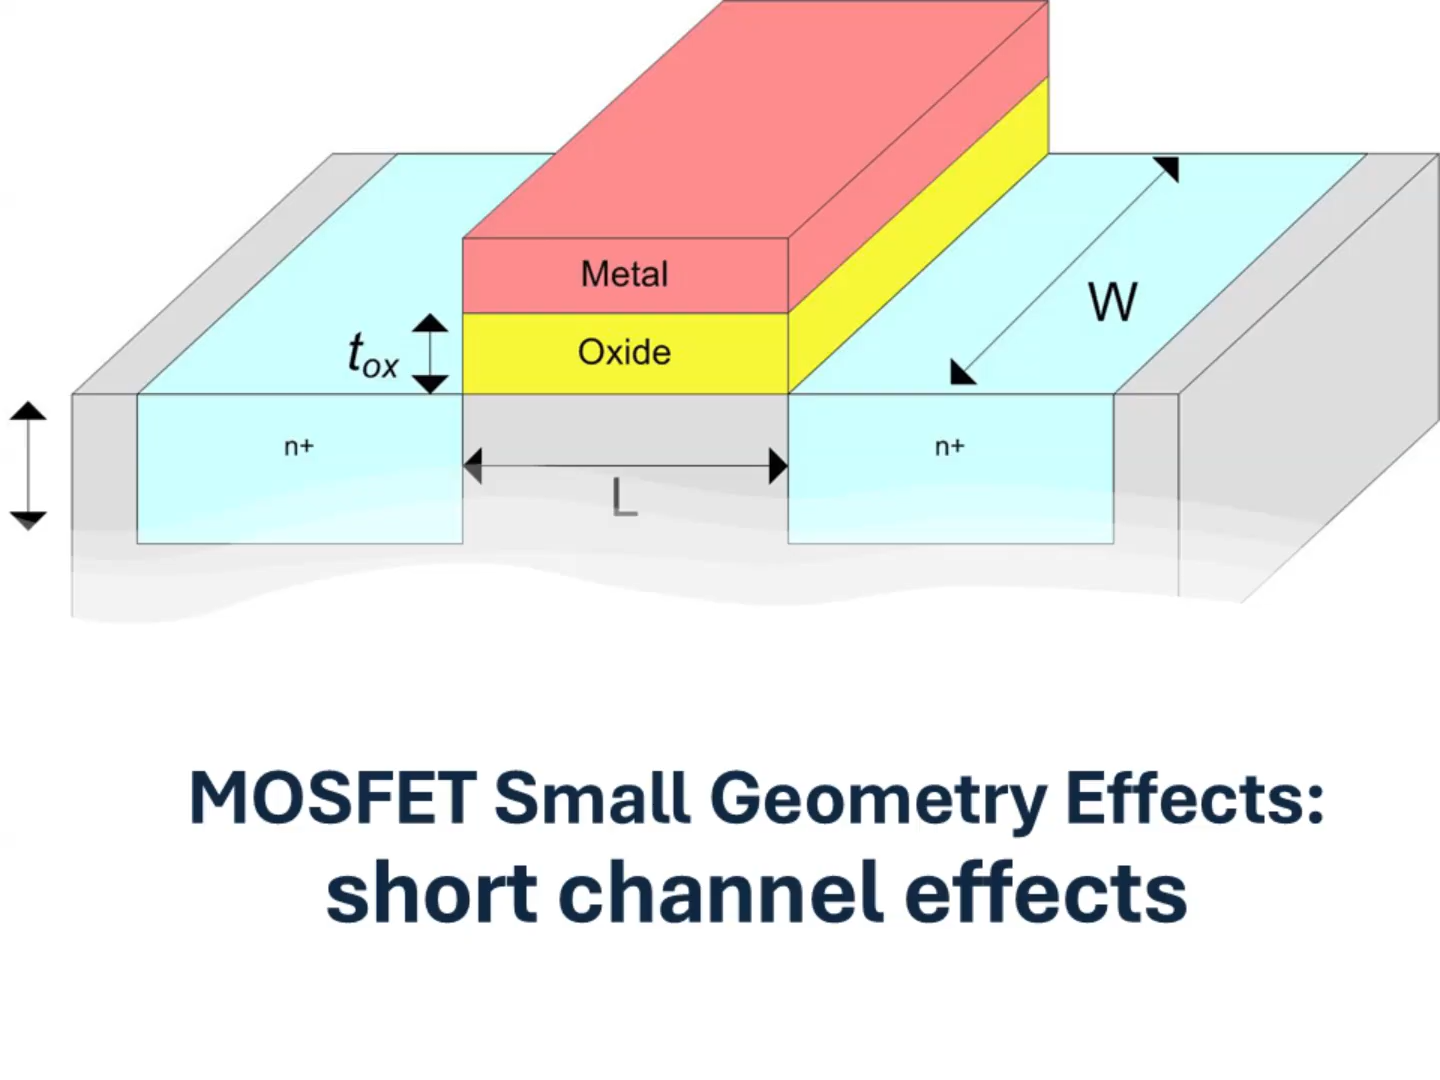 Metal
Oxide
tox
W
n+
n+
L
MOSFET Small Geometry Effects:
short channel effects